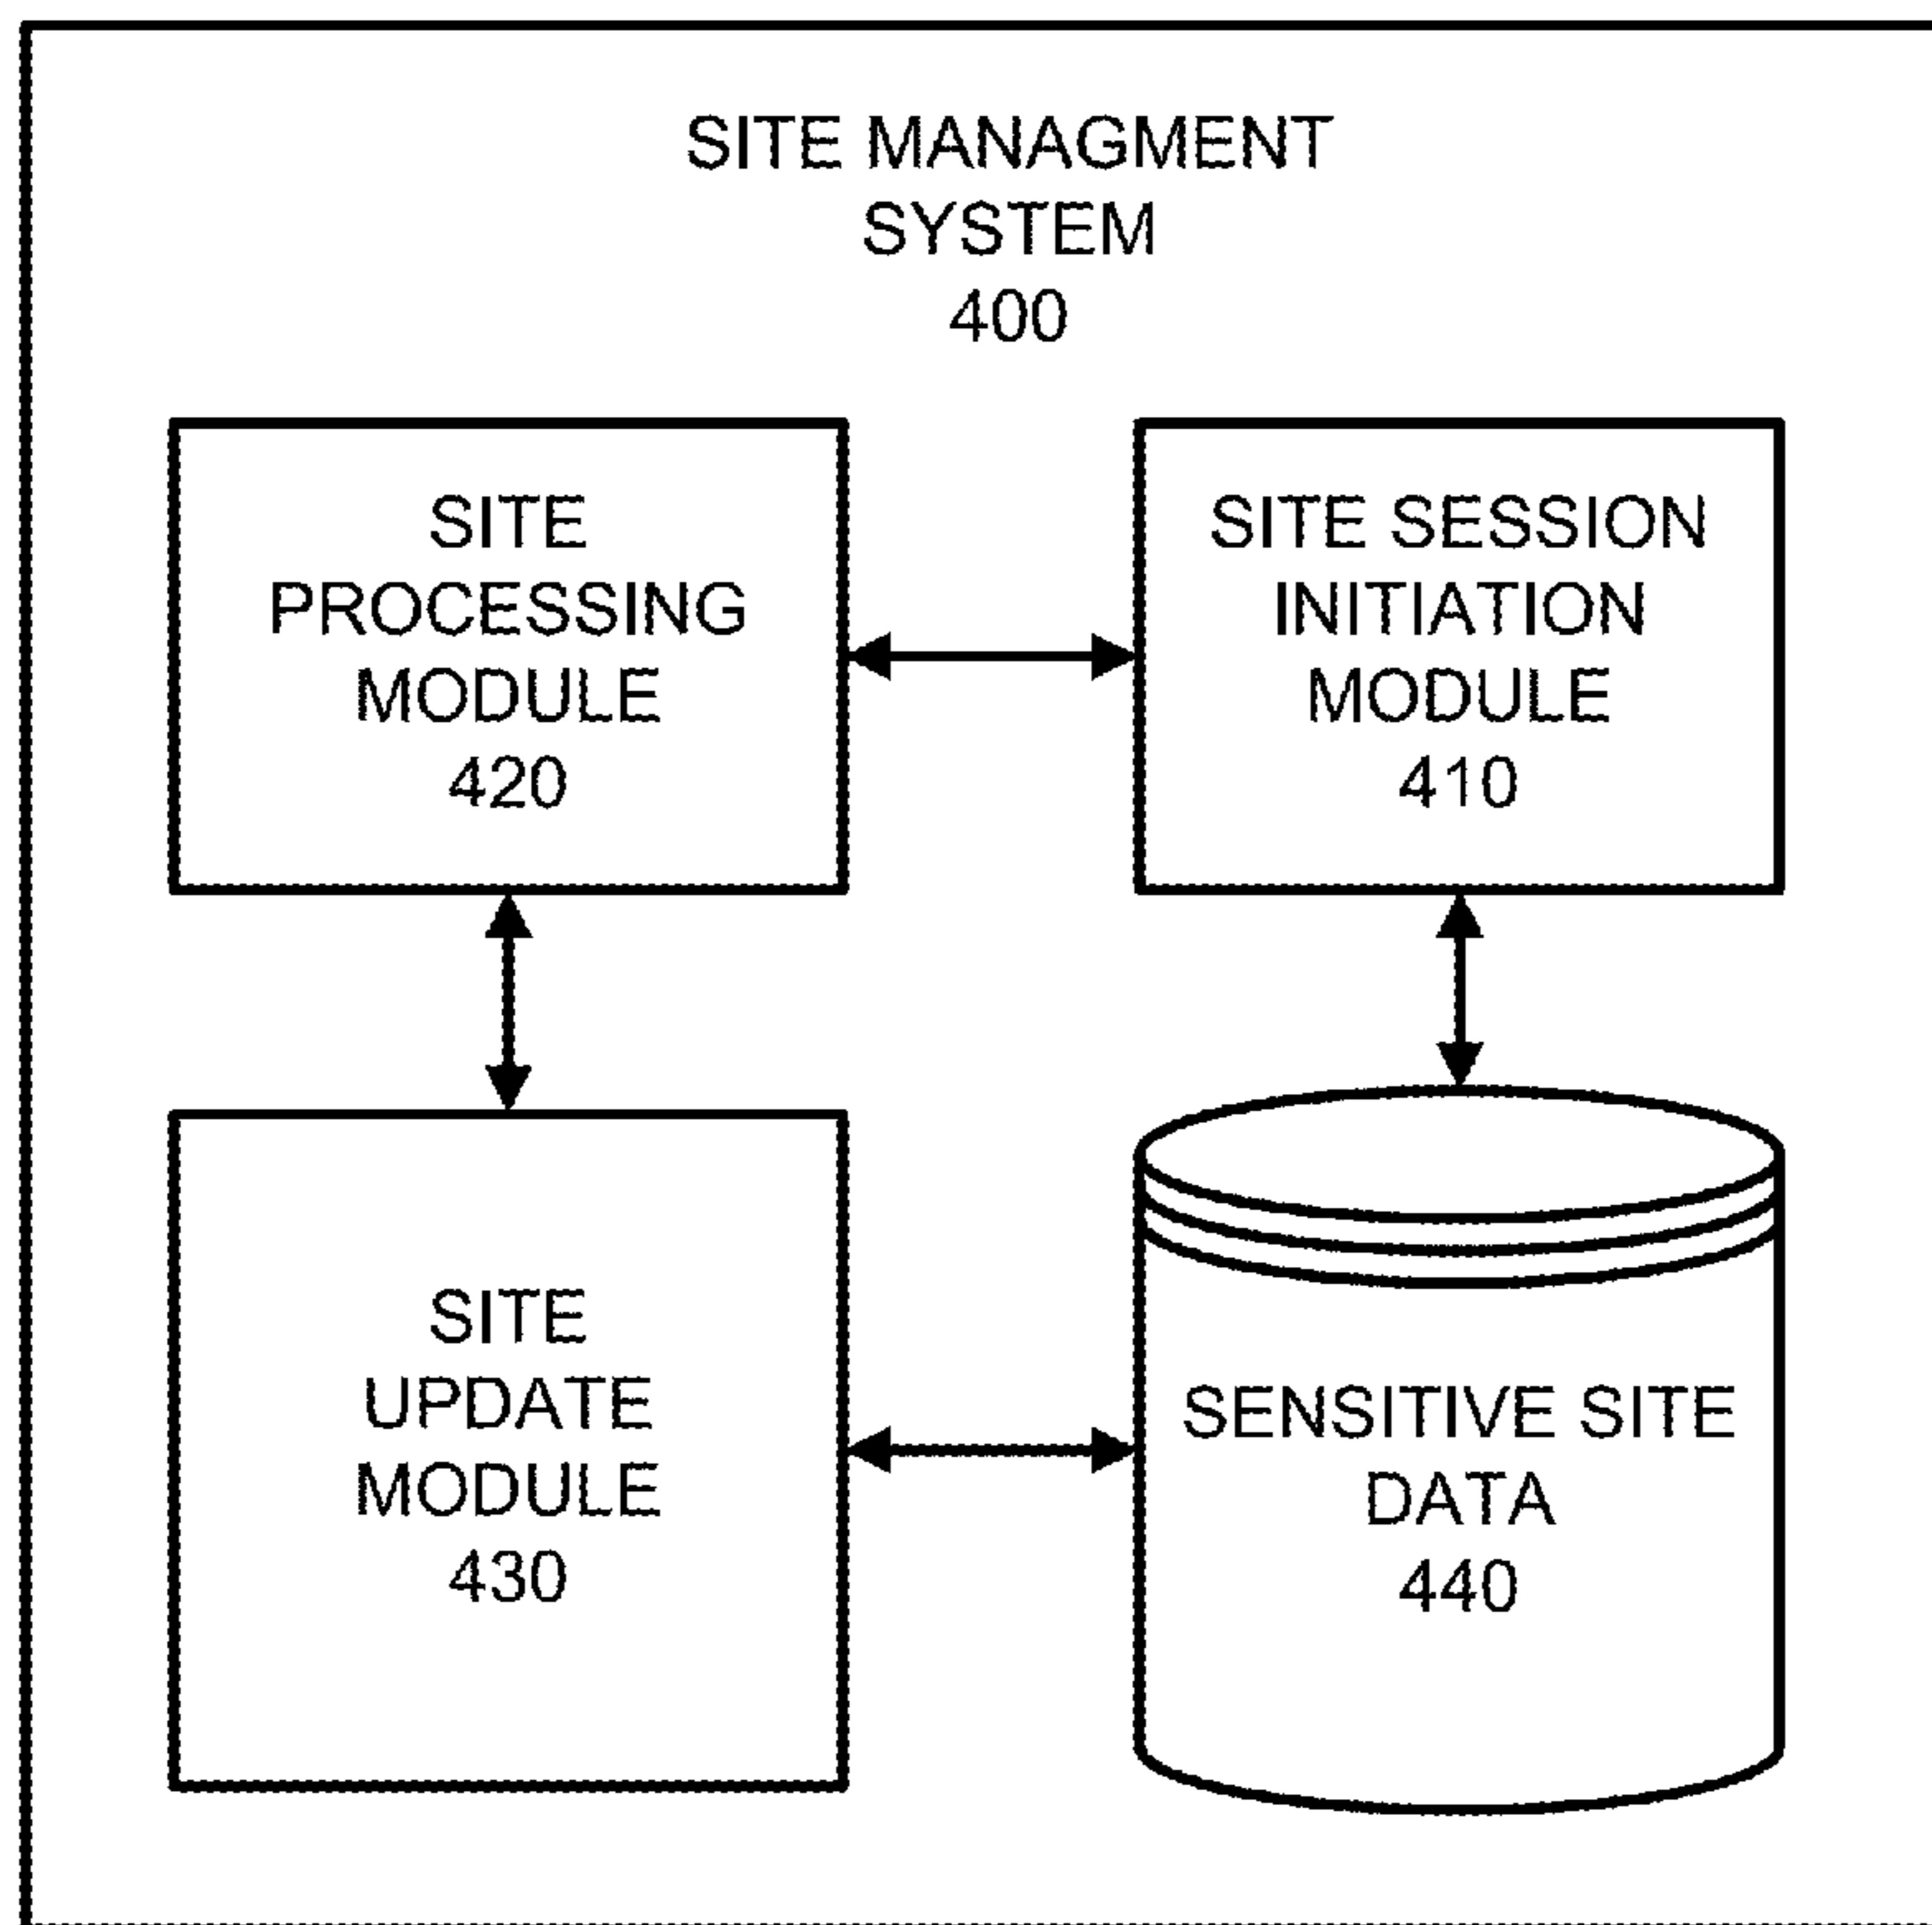 SITE MANAGMENT
SYSTEM
400
SITE
PROCESSING
MODULE
420
SITE SESSION
INITIATION
MODULE
410
SITE
UPDATE
MODULE
430
SENSITIVE SITE
DATA
440